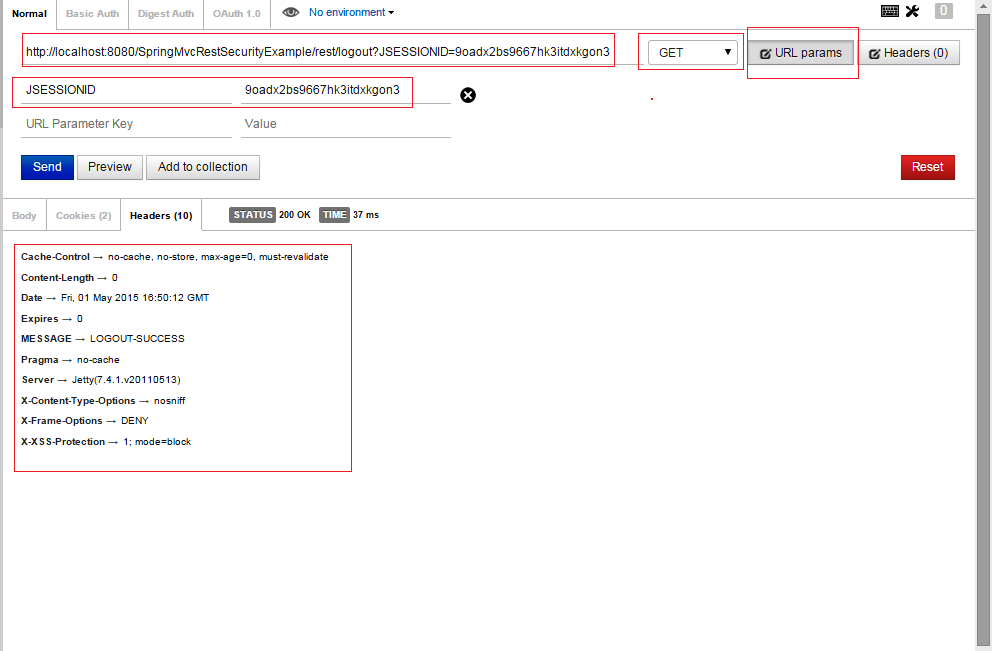 Normal Basic Auth Digest Auth OAuth 1.0 No environment 0
http://localhost:8080/SpringMvcRestSecurityExample/rest/logout?JSESSIONID=9oadx2bs9667hk3itdxkgon3 GET URL params Headers (0)
JSESSIONID 9oadx2bs9667hk3itdxkgon3
URL Parameter Key Value
Send Preview Add to collection Reset
Body Cookies (2) Headers (10) STATUS 200 OK TIME 37 ms
Cache-Control → no-cache, no-store, max-age=0, must-revalidate
Content-Length → 0
Date → Fri, 01 May 2015 16:50:12 GMT
Expires → 0
MESSAGE → LOGOUT-SUCCESS
Pragma → no-cache
Server → Jetty(7.4.1.v20110513)
X-Content-Type-Options → nosniff
X-Frame-Options → DENY
X-XSS-Protection → 1; mode=block